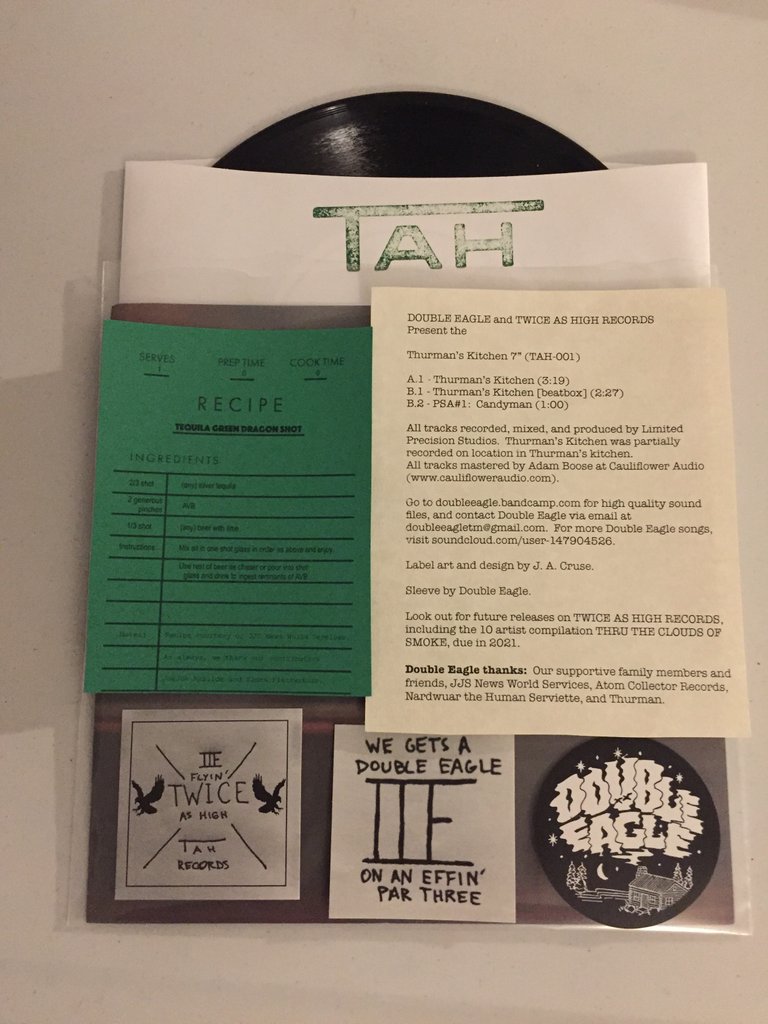 TAH
SERVES
1
PREP TIME
0
COOK TIME
0
RECIPE
TEQUILA GREEN DRAGON SHOT
INGREDIENTS
2/3 shot (any) silver tequila
2 generous pinches AVB
1/3 shot (any) beer with lime
Instructions Mix all in one shot glass in order as above and enjoy.
Use rest of beer as chaser or pour into shot
glass and drink to ingest remnants of AVB
DOUBLE EAGLE and TWICE AS HIGH RECORDS
Present the
Thurman's Kitchen 7" (TAH-001)
A.1 - Thurman's Kitchen (3:19)
B.1 - Thurman's Kitchen [beatbox] (2:27)
B.2 - PSA#1: Candyman (1:00)
All tracks recorded, mixed, and produced by Limited
Precision Studios. Thurman's Kitchen was partially
recorded on location in Thurman's kitchen.
All tracks mastered by Adam Boose at Cauliflower Audio
(www.caulifloweraudio.com).
Go to doubleeagle.bandcamp.com for high quality sound
files, and contact Double Eagle via email at
doubleeagletm@gmail.com. For more Double Eagle songs,
visit soundcloud.com/user-147904526.
Label art and design by J. A. Cruse.
Sleeve by Double Eagle.
Look out for future releases on TWICE AS HIGH RECORDS,
including the 10 artist compilation THRU THE CLOUDS OF
SMOKE, due in 2021.
Double Eagle thanks: Our supportive family members and
friends, JJS News World Services, Atom Collector Records,
Nardwuar the Human Serviette, and Thurman.
IIE
FLYIN'
TWICE
AS HIGH
TAH
RECORDS
WE GETS A
DOUBLE EAGLE
IIE
ON AN EFFIN'
PAR THREE
DOUBLE
EAGLE